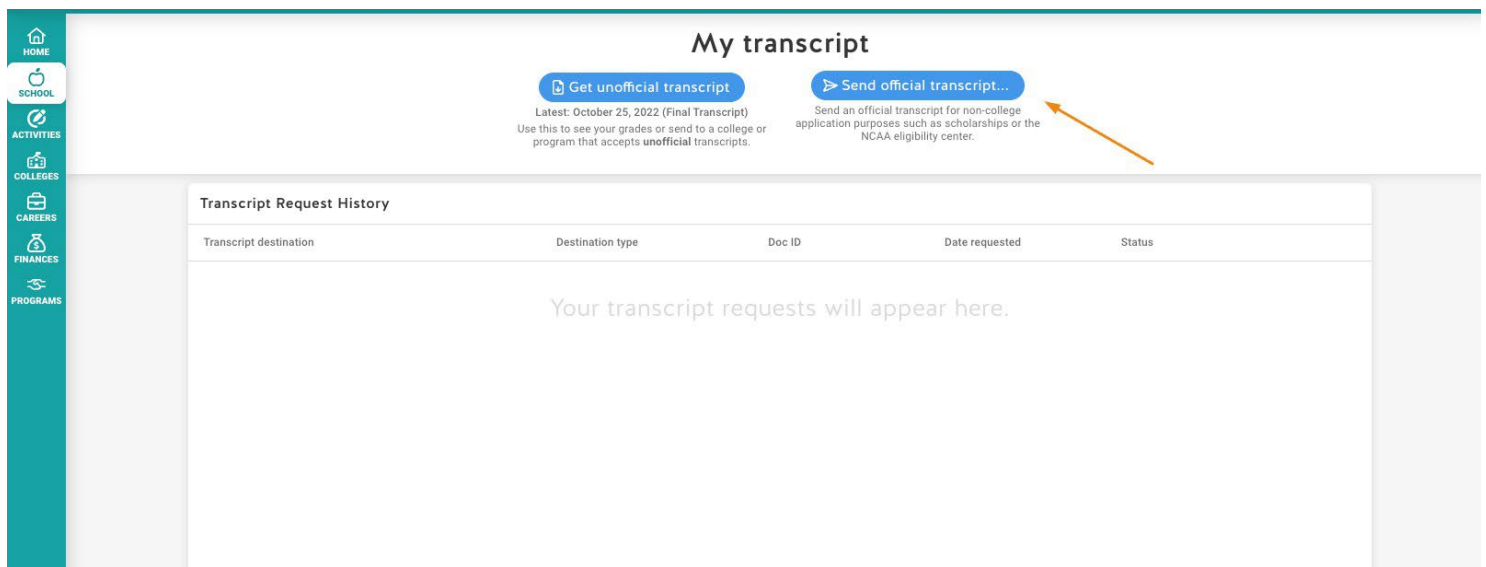 HOME
SCHOOL
ACTIVITIES
COLLEGES
CAREERS
FINANCES
PROGRAMS
My transcript
Get unofficial transcript
Latest: October 25, 2022 (Final Transcript)
Use this to see your grades or send to a college or
program that accepts unofficial transcripts.
Send official transcript...
Send an official transcript for non-college
application purposes such as scholarships or the
NCAA eligibility center.
Transcript Request History
Transcript destination Destination type Doc ID Date requested Status
Your transcript requests will appear here.